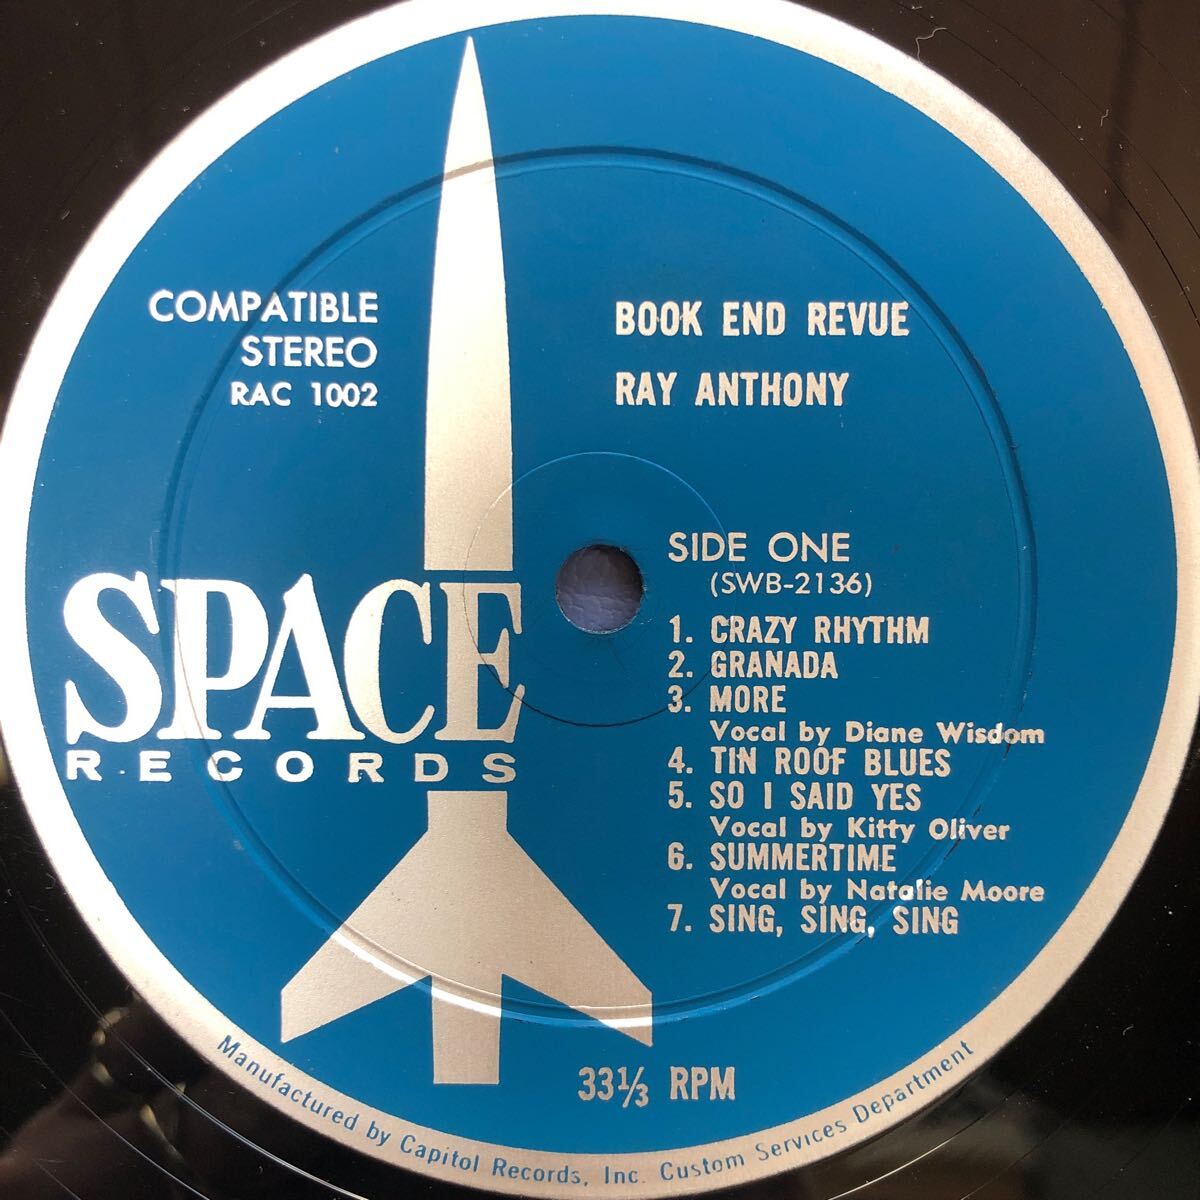 COMPATIBLE
STEREO
RAC 1002
BOOK END REVUE
RAY ANTHONY
SPACE
RECORDS
SIDE ONE
(SWB-2136)
1. CRAZY RHYTHM
2. GRANADA
3. MORE
Vocal by Diane Wisdom
4. TIN ROOF BLUES
5. SO I SAID YES
Vocal by Kitty Oliver
6. SUMMERTIME
Vocal by Natalie Moore
7. SING, SING, SING
33⅓ RPM
Manufactured by Capitol Records, Inc. Custom Services Department